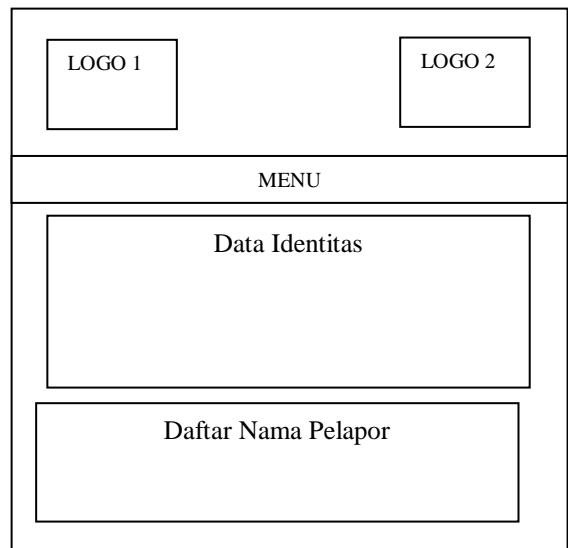 LOGO 1
LOGO 2
MENU
Data Identitas
Daftar Nama Pelapor